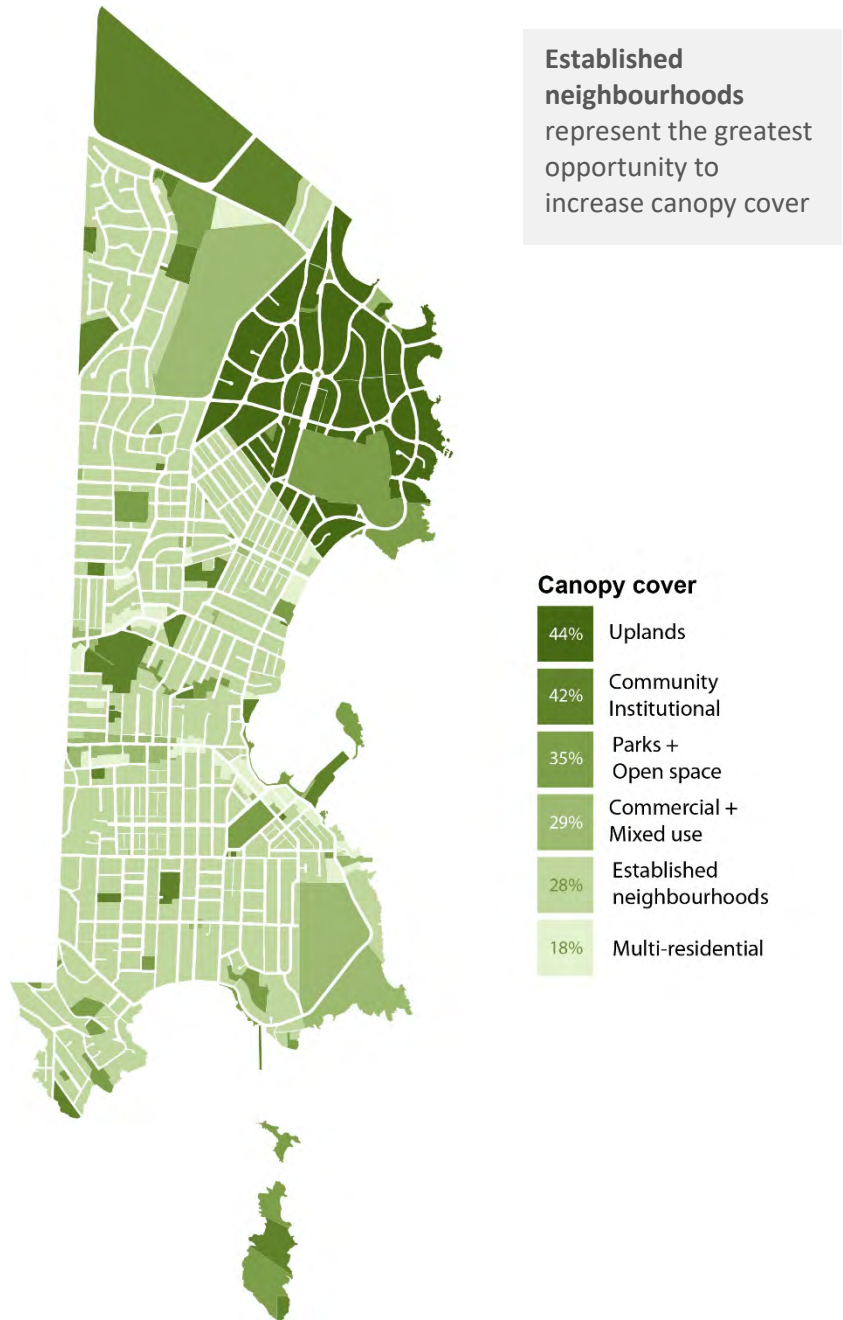 Established
neighbourhoods
represent the greatest
opportunity to
increase canopy cover
Canopy cover
44% Uplands
42% Community
Institutional
35% Parks +
Open space
29% Commercial +
Mixed use
28% Established
neighbourhoods
18% Multi-residential